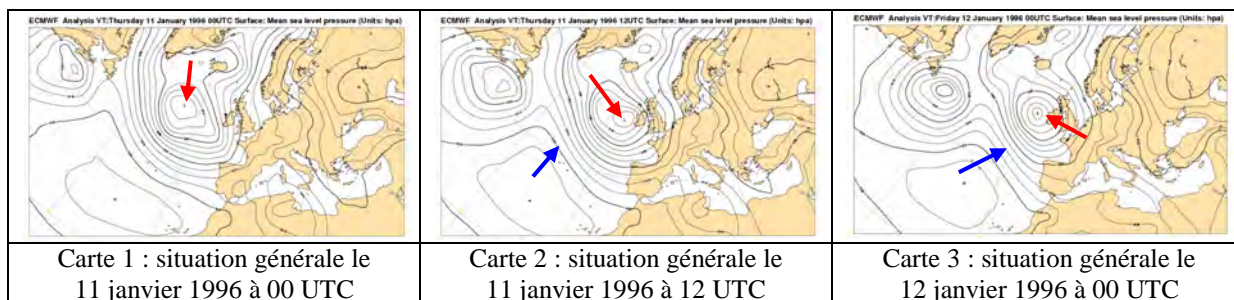 ECMWF Analysis VT:Thursday 11 January 1996 00UTC Surface: Mean sea level pressure (Units: hpa)
ECMWF Analysis VT:Thursday 11 January 1996 12UTC Surface: Mean sea level pressure (Units: hpa)
ECMWF Analysis VT:Friday 12 January 1996 00UTC Surface: Mean sea level pressure (Units: hpa)
Carte 1 : situation générale le
11 janvier 1996 à 00 UTC
Carte 2 : situation générale le
11 janvier 1996 à 12 UTC
Carte 3 : situation générale le
12 janvier 1996 à 00 UTC